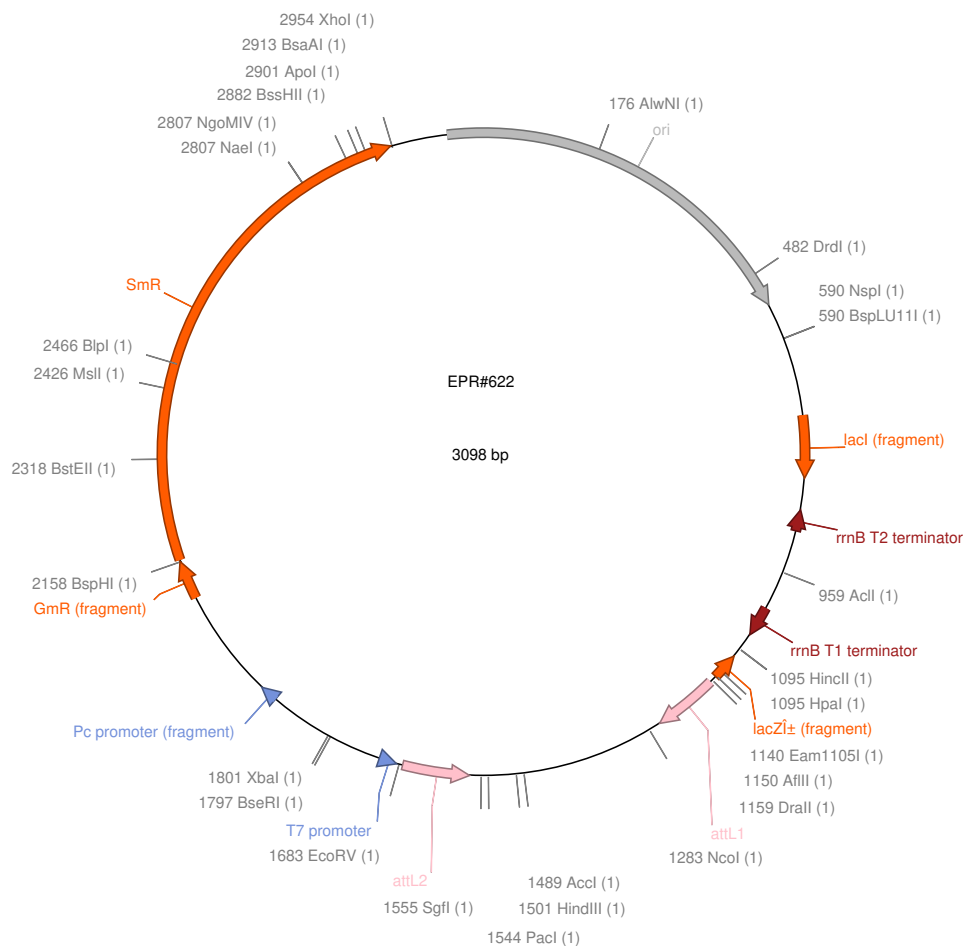 2954 XhoI (1)
2913 BsaAI (1)
2901 ApoI (1)
2882 BssHII (1)
2807 NgoMIV (1)
2807 NaeI (1)
176 AlwNI (1)
ori
482 DrdI (1)
590 NspI (1)
590 BspLU11I (1)
SmR
2466 BlpI (1)
2426 MslI (1)
EPR#622
3098 bp
lacI (fragment)
2318 BstEII (1)
rrnB T2 terminator
2158 BspHI (1)
959 AclI (1)
GmR (fragment)
rrnB T1 terminator
1095 HincII (1)
1095 HpaI (1)
lacZÎ± (fragment)
Pc promoter (fragment)
1140 Eam1105I (1)
1150 AflIII (1)
1159 DraII (1)
1801 XbaI (1)
1797 BseRI (1)
T7 promoter
attL1
1683 EcoRV (1)
1283 NcoI (1)
attL2
1489 AccI (1)
1555 SgfI (1)
1501 HindIII (1)
1544 PacI (1)